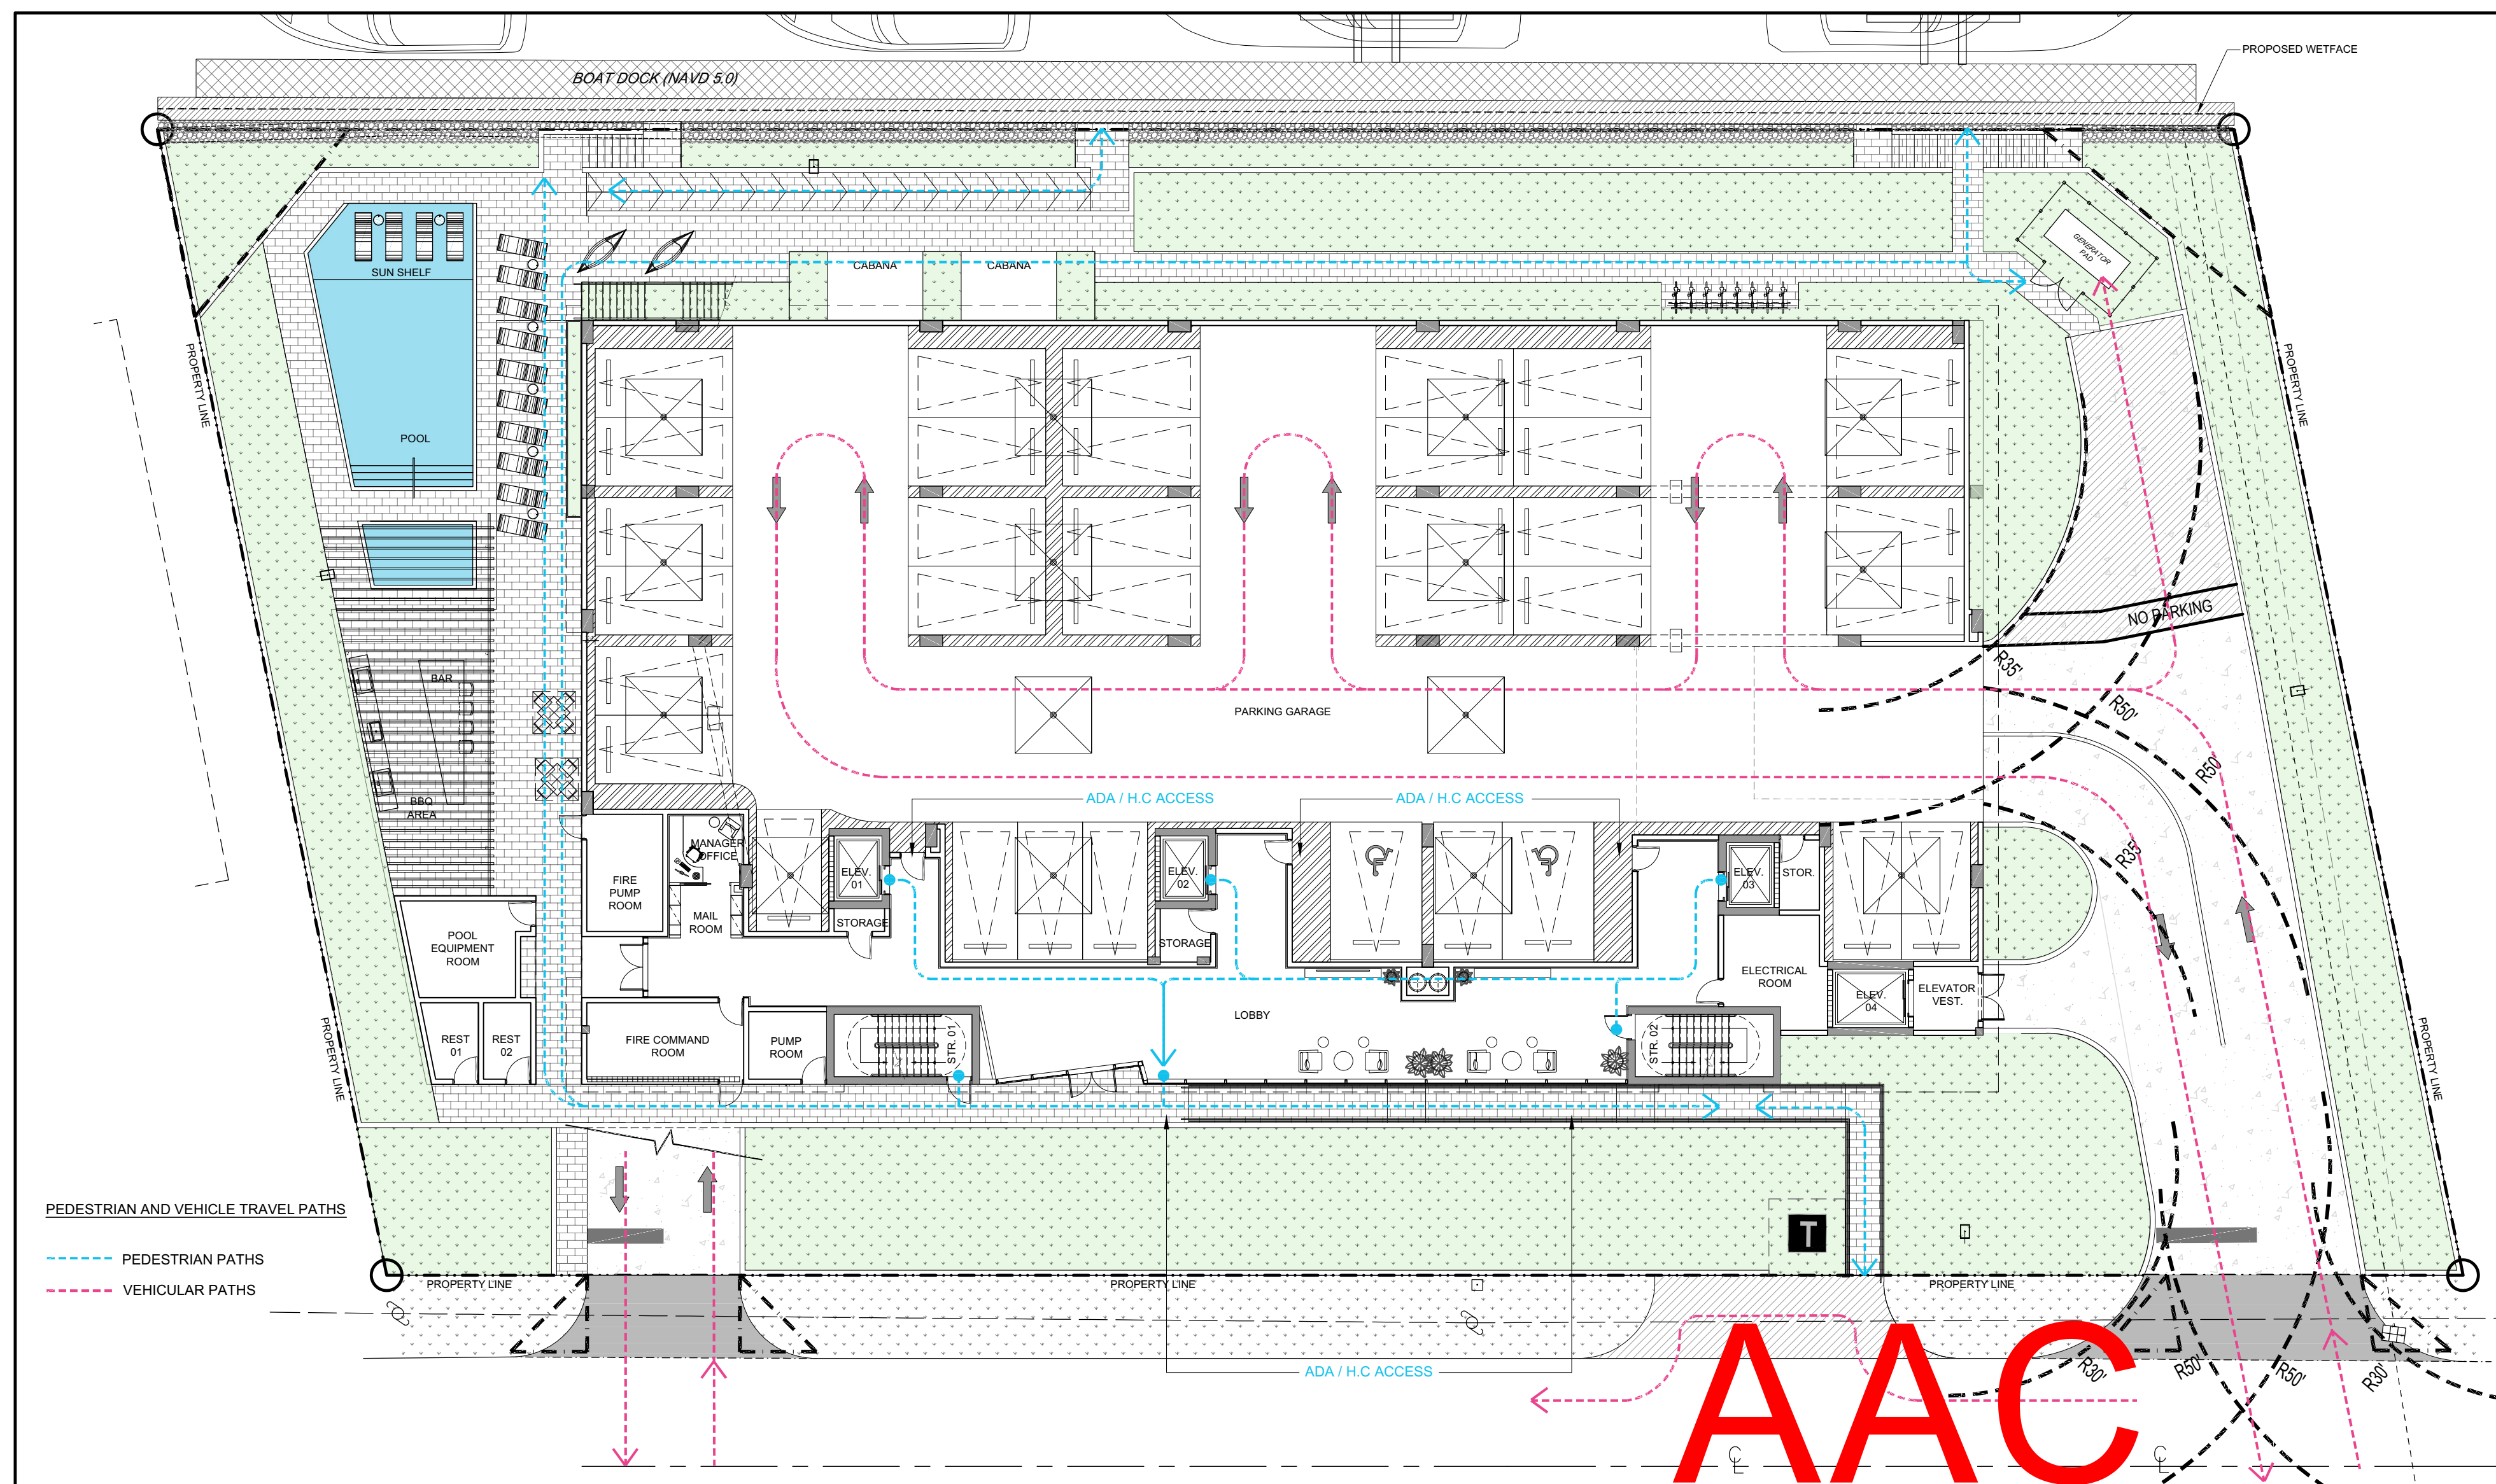 PROPOSED WETFACE
BOAT DOCK (NAVD 5.0)
SUN SHELF
CABANA
CABANA
GENERATOR
PAD
PROPERTY LINE
PROPERTY LINE
POOL
NO PARKING
R35'
BAR
R50'
PARKING GARAGE
R50'
ADA / H.C ACCESS
ADA / H.C ACCESS
BBQ
AREA
MANAGER
OFFICE
R35'
FIRE
PUMP
ROOM
ELEV.
01
ELEV.
02
ELEV.
03
STOR.
MAIL
ROOM
STORAGE
STORAGE
POOL
EQUIPMENT
ROOM
ELECTRICAL
ROOM
ELEV.
04
ELEVATOR
VEST.
LOBBY
PROPERTY LINE
PROPERTY LINE
REST
01
REST
02
FIRE COMMAND
ROOM
PUMP
ROOM
STR. 01
STR. 02
PEDESTRIAN AND VEHICLE TRAVEL PATHS
T
PEDESTRIAN PATHS
VEHICULAR PATHS
PROPERTY LINE
PROPERTY LINE
PROPERTY LINE
ADA / H.C ACCESS
R30'
R50'
R50'
R30'
AAC